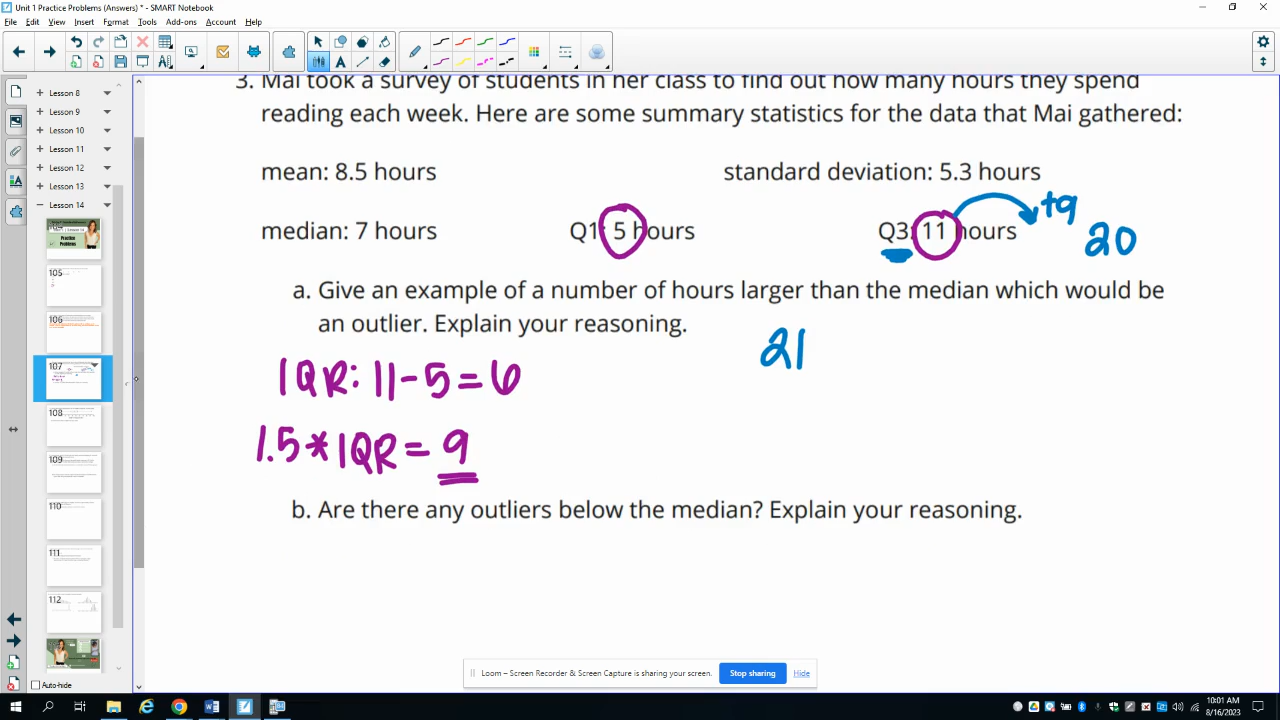 Unit 1 Practice Problems (Answers) * - SMART Notebook
File Edit View Insert Format Tools Add-ons Account Help
Lesson 8
Lesson 9
Lesson 10
Lesson 11
Lesson 12
Lesson 13
Lesson 14
Practice
Problems
105
106
107
108
109
110
111
112
Auto-hide
3. Mai took a survey of students in her class to find out how many hours they spend
reading each week. Here are some summary statistics for the data that Mai gathered:
mean: 8.5 hours standard deviation: 5.3 hours
median: 7 hours Q1: 5 hours Q3: 11 hours +9 20
a. Give an example of a number of hours larger than the median which would be
an outlier. Explain your reasoning.
21
IQR: 11-5=6
1.5*IQR= 9
b. Are there any outliers below the median? Explain your reasoning.
Loom – Screen Recorder & Screen Capture is sharing your screen. Stop sharing Hide
10:01 AM
8/16/2023